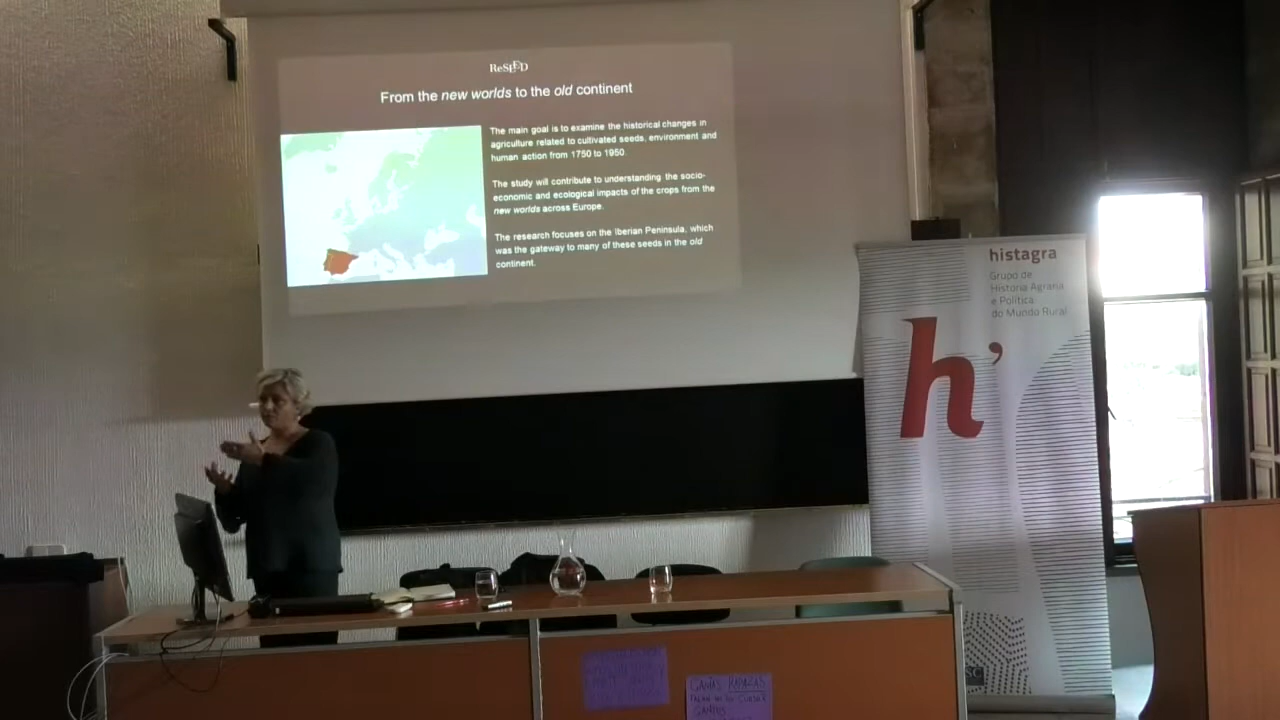 ReSEED
From the new worlds to the old continent
The main goal is to examine the historical changes in
agriculture related to cultivated seeds, environment and
human action from 1750 to 1950.
The study will contribute to understanding the socio-
economic and ecological impacts of the crops from the
new worlds across Europe.
The research focuses on the Iberian Peninsula, which
was the gateway to many of these seeds in the old
continent.
histagra
Grupo de
Historia Agraria
e Política
do Mundo Rural
h'
CANTAS RAPAZAS